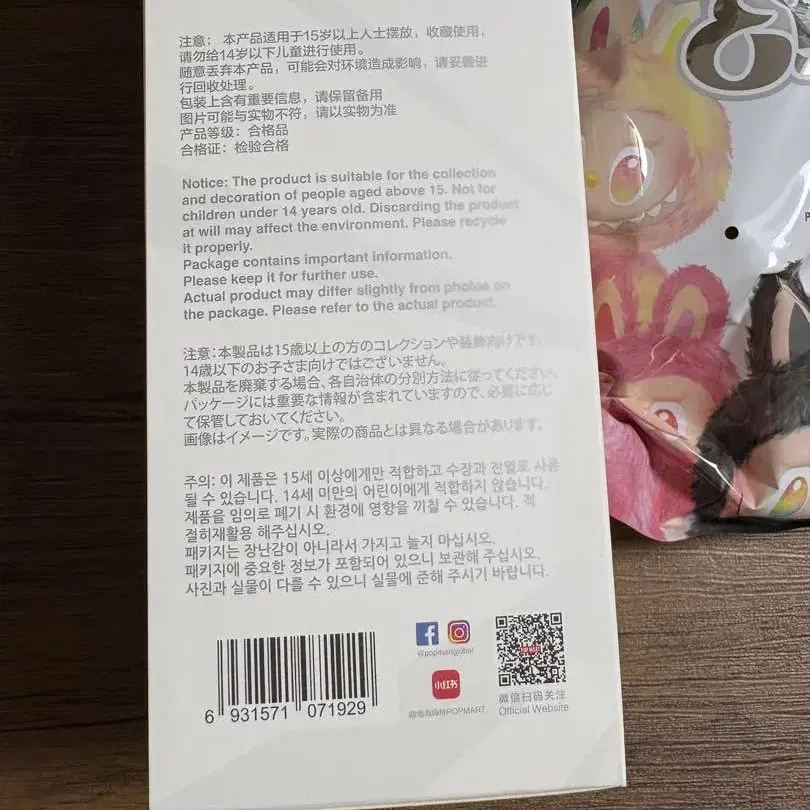 注意： 本产品适用于15岁以上人士摆放，收藏使用，
请勿给14岁以下儿童进行使用。
随意丢弃本产品，可能会对环境造成影响，请妥善进
行回收处理。
包装上含有重要信息，请保留备用
图片可能与实物不符，请以实物为准
产品等级：合格品
合格证：检验合格
Notice: The product is suitable for the collection
and decoration of people aged above 15. Not for
children under 14 years old. Discarding the product
at will may affect the environment. Please recycle
it properly.
Package contains important information.
Please keep it for further use.
Actual product may differ slightly from photos on
the package. Please refer to the actual product.
注意:本製品は15歳以上の方のコレクションや装飾向けです。
14歳以下のお子さま向けではございません。
本製品を廃棄する場合、各自治体の分別方法に従ってください。
パッケージには重要な情報が含まれていますので、必要に応じ
て保管しておいてください。
画像はイメージです。実際の商品とは異なる場合があります。
주의: 이 제품은 15세 이상에게만 적합하고 수장과 진열로 사용
될 수 있습니다. 14세 미만의 어린이에게 적합하지 않습니다.
제품을 임의로 폐기 시 환경에 영향을 끼칠 수 있습니다. 적
절히재활용 해주십시오.
패키지는 장난감이 아니라서 가지고 놀지 마십시오.
패키지에 중요한 정보가 포함되어 있으니 보관해 주십시오.
사진과 실물이 다를 수 있으니 실물에 준해 주시기 바랍니다.
@popmartglobal
小红书
POPMART
POP MART
微信扫码关注
Official Website
6 931571 071929